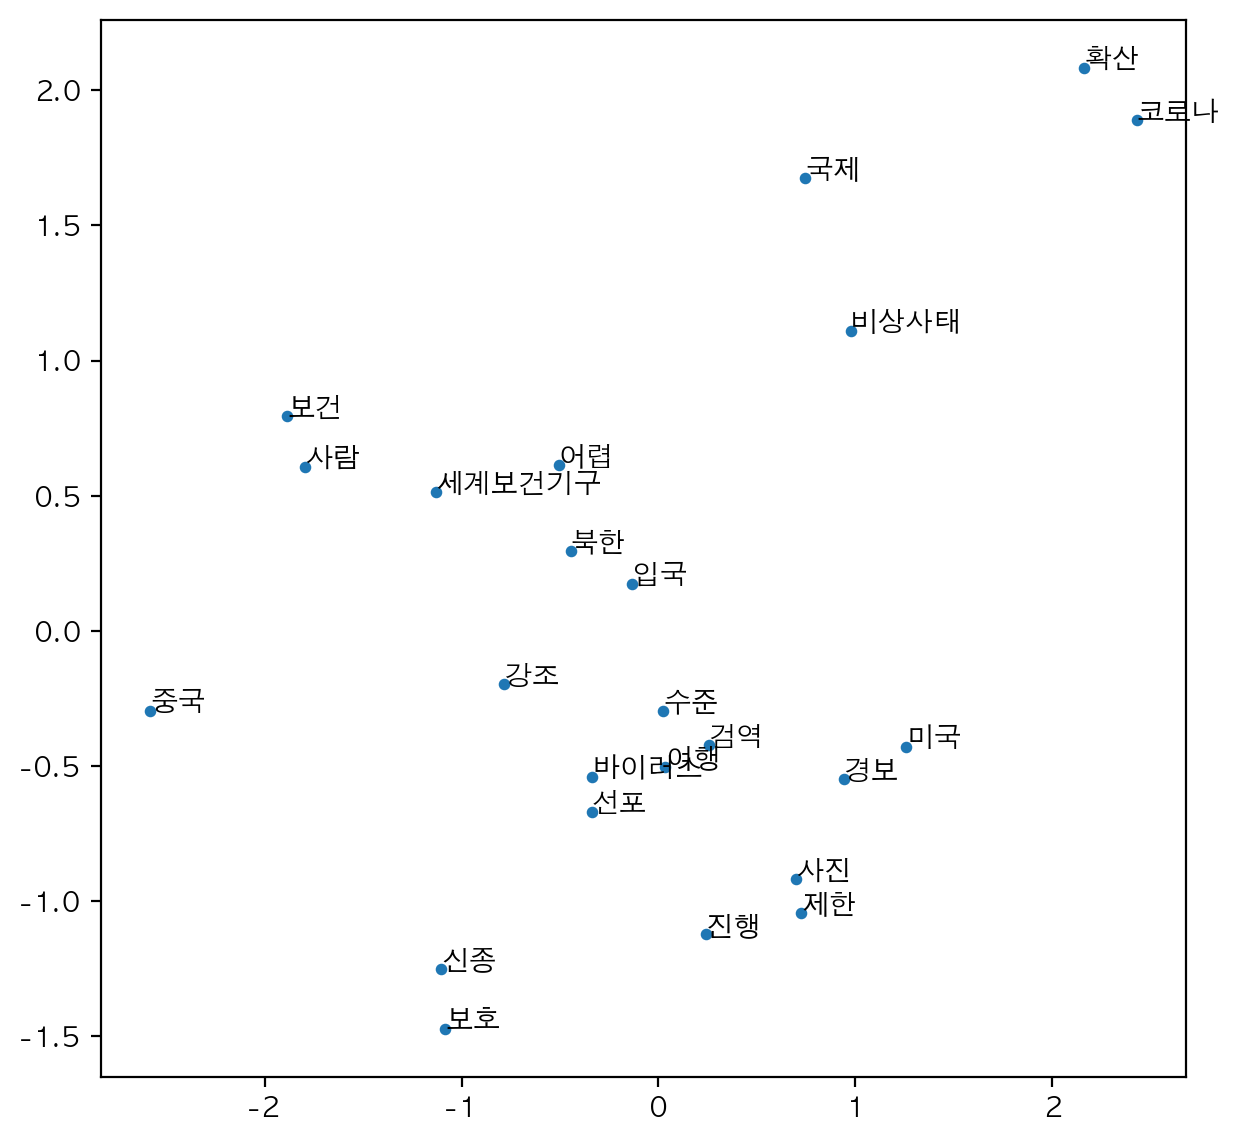 확산
2.0
코로나
국제
1.5
비상사태
1.0
보건
사람
어렵
세계보건기구
0.5
북한
입국
0.0
강조
중국
수준
검역
미국
여행
바이러스
경보
-0.5
선포
사진
제한
-1.0
진행
신종
보호
-1.5
-2 -1 0 1 2